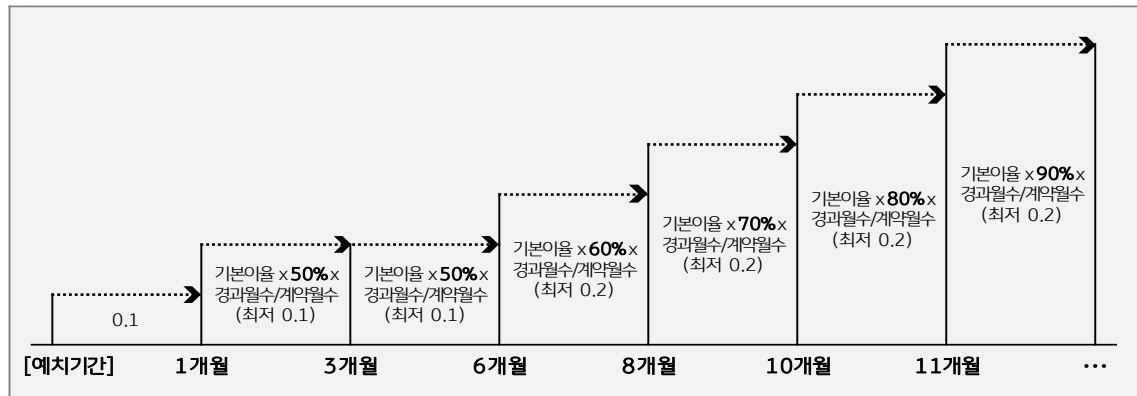 0.1
기본이율 x 50% x
경과월수/계약월수
(최저 0.1)
기본이율 x 50% x
경과월수/계약월수
(최저 0.1)
기본이율 x 60% x
경과월수/계약월수
(최저 0.2)
기본이율 x 70% x
경과월수/계약월수
(최저 0.2)
기본이율 x 80% x
경과월수/계약월수
(최저 0.2)
기본이율 x 90% x
경과월수/계약월수
(최저 0.2)
[예치기간] 1개월 3개월 6개월 8개월 10개월 11개월 …